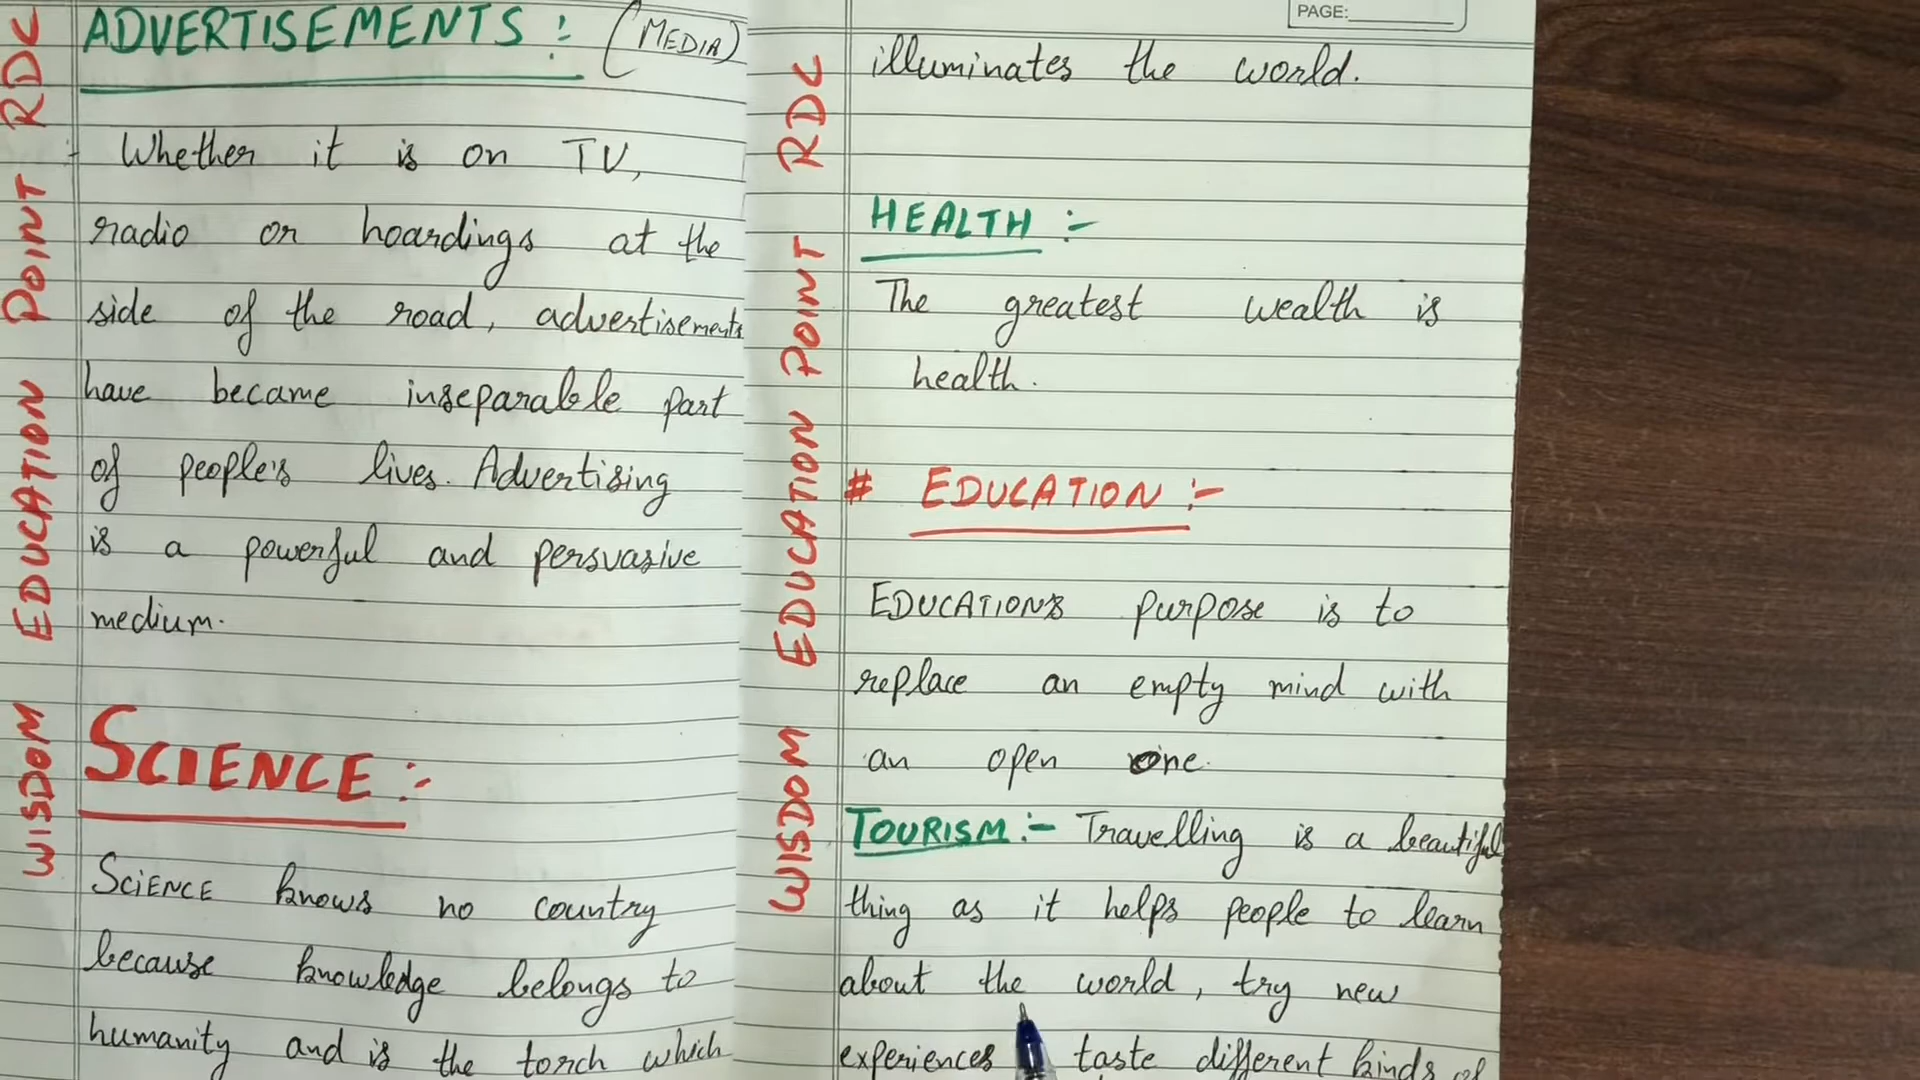 WISDOM EDUCATION POINT RDC
ADVERTISEMENTS :- (MEDIA)
Whether it is on TV,
radio or hoardings at the
side of the road, advertisements
have became inseparable part
of people's lives. Advertising
is a powerful and persuasive
medium.
SCIENCE :-
SCiENCE knows no country
because knowledge belongs to
humanity and is the torch which
WISDOM EDUCATION POINT RDC
PAGE:
illuminates the world.
HEALTH :-
The greatest wealth is
health.
# EDUCATION :-
EDUCATION's purpose is to
replace an empty mind with
an open one.
TOURISM :- Travelling is a beautiful
thing as it helps people to learn
about the world, try new
experiences taste different kinds of